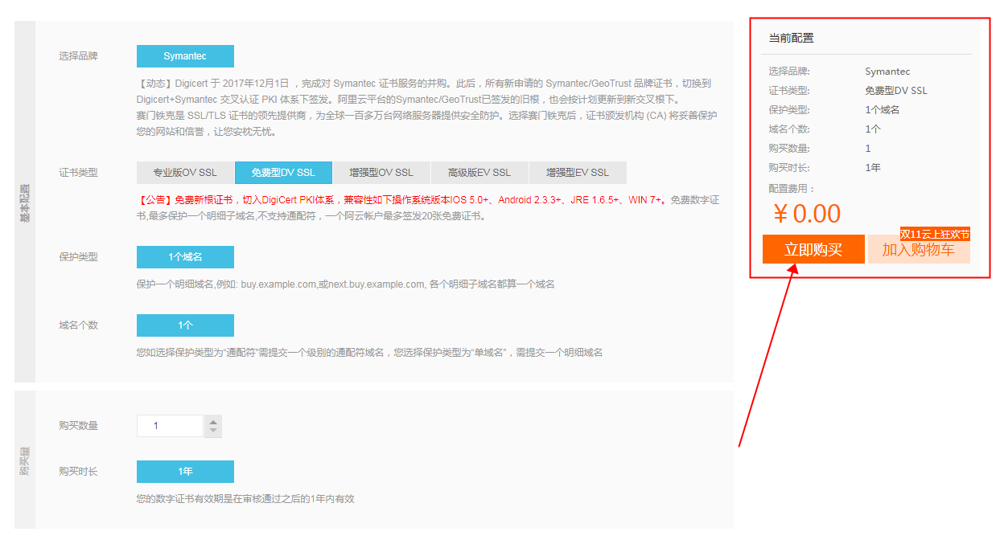 基本配置
选择品牌
Symantec
【动态】Digicert 于 2017年12月1日 ，完成对 Symantec 证书服务的并购。此后，所有新申请的 Symantec/GeoTrust 品牌证书，切换到
Digicert+Symantec 交叉认证 PKI 体系下签发。阿里云平台的Symantec/GeoTrust已签发的旧根，也会按计划更新到新交叉根下。
赛门铁克是 SSL/TLS 证书的领先提供商，为全球一百多万台网络服务器提供安全防护。选择赛门铁克后，证书颁发机构 (CA) 将妥善保护
您的网站和信誉，让您安枕无忧。
证书类型
专业版OV SSL
免费型DV SSL
增强型OV SSL
高级版EV SSL
增强型EV SSL
【公告】免费新根证书，切入DigiCert PKI体系，兼容性如下操作系统版本IOS 5.0+、Android 2.3.3+、JRE 1.6.5+、WIN 7+。免费数字证
书,最多保护一个明细子域名,不支持通配符，一个阿云帐户最多签发20张免费证书。
保护类型
1个域名
保护一个明细域名,例如: buy.example.com,或next.buy.example.com, 各个明细子域名都算一个域名
域名个数
1个
您如选择保护类型为“通配符”需提交一个级别的通配符域名，您选择保护类型为“单域名”，需提交一个明细域名
购买量
购买数量
1
购买时长
1年
您的数字证书有效期是在审核通过之后的1年内有效
当前配置
选择品牌: Symantec
证书类型: 免费型DV SSL
保护类型: 1个域名
域名个数: 1个
购买数量: 1
购买时长: 1年
配置费用：
¥ 0.00
双11云上狂欢节
立即购买
加入购物车